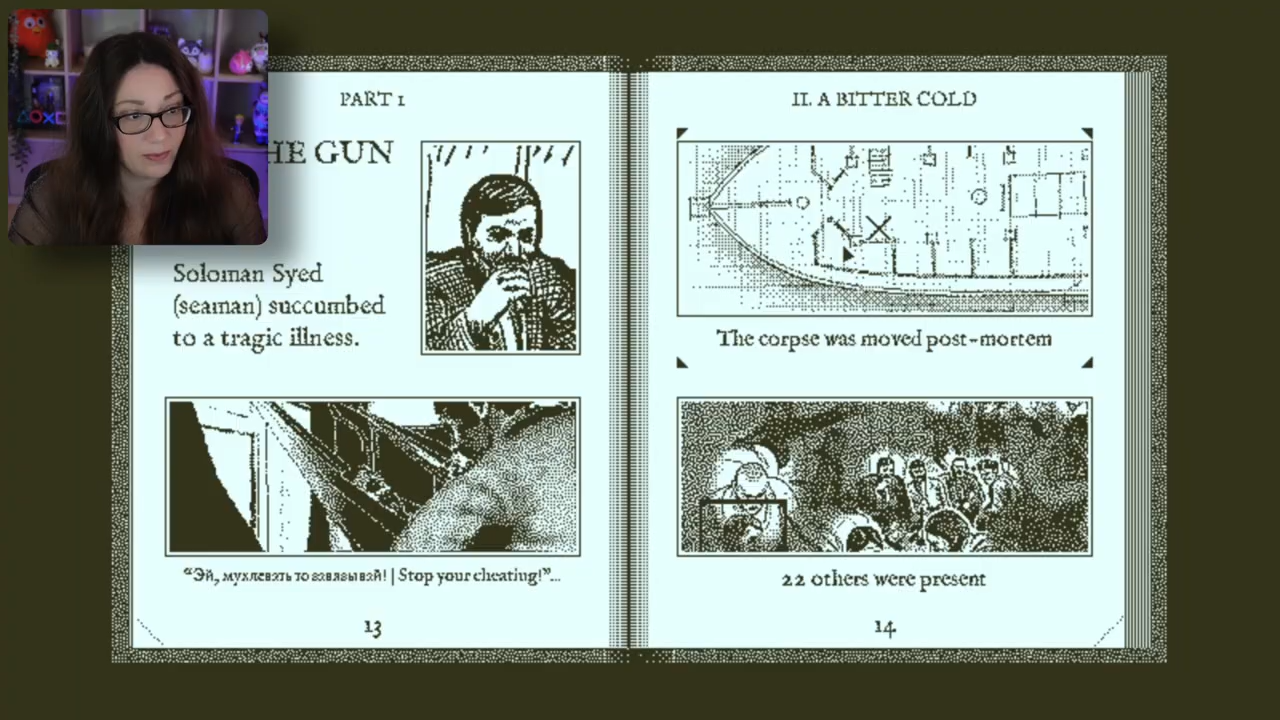 PART 1
HE GUN
Soloman Syed
(seaman) succumbed
to a tragic illness.
"Эй, мухлевать то завязывай! | Stop your cheating!"...
13
II. A BITTER COLD
The corpse was moved post-mortem
22 others were present
14